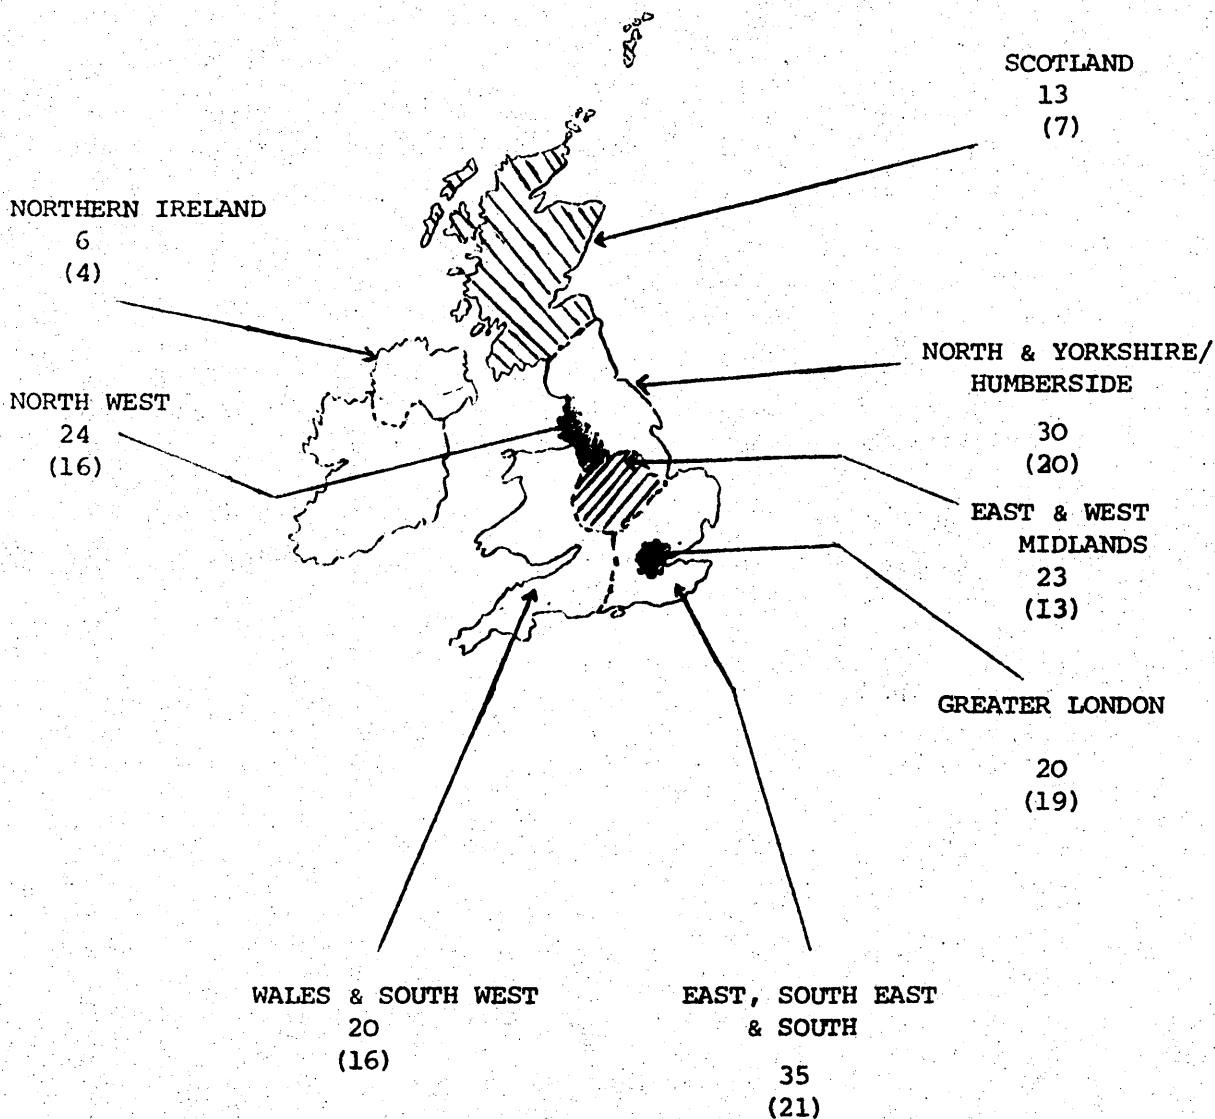 SCOTLAND
13
(7)
NORTHERN IRELAND
6
(4)
NORTH WEST
24
(16)
NORTH & YORKSHIRE/
HUMBERSIDE
30
(20)
EAST & WEST
MIDLANDS
23
(13)
GREATER LONDON
20
(19)
WALES & SOUTH WEST
20
(16)
EAST, SOUTH EAST
& SOUTH
35
(21)